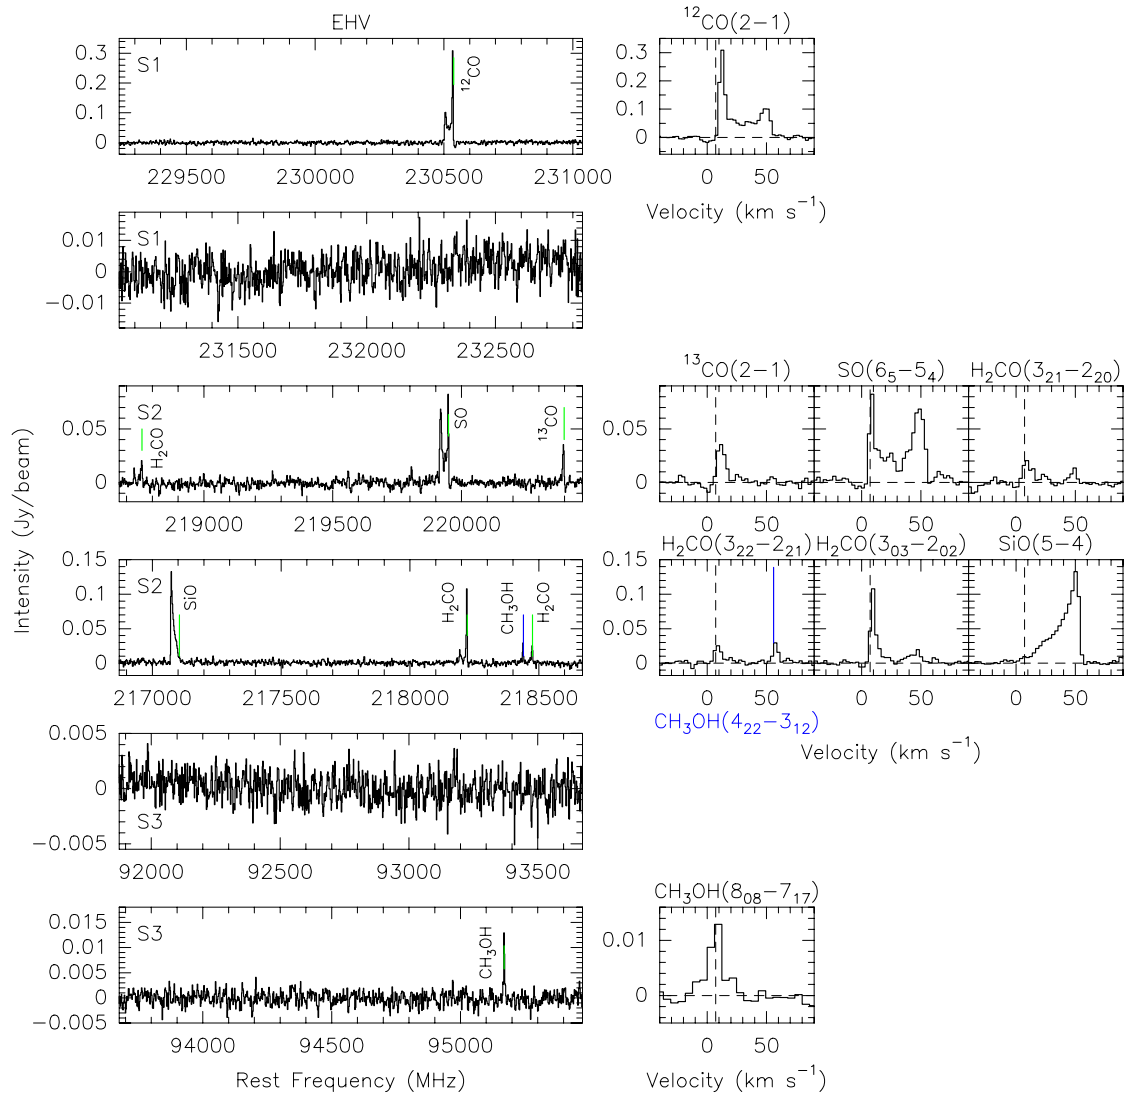 EHV
¹²CO(2−1)
S1
¹²CO
0.3
0.2
0.1
0
229500 230000 230500 231000
0.3
0.2
0.1
0
0 50
Velocity (km s⁻¹)
S1
0.01
0
−0.01
231500 232000 232500
¹³CO(2−1) SO(6₅−5₄) H₂CO(3₂₁−2₂₀)
S2
H₂CO
SO
¹³CO
0.05
0
219000 219500 220000
0.05
0
0 50 0 50 0 50
H₂CO(3₂₂−2₂₁) H₂CO(3₀₃−2₀₂) SiO(5−4)
S2
SiO
H₂CO
CH₃OH
H₂CO
0.15
0.1
0.05
0
217000 217500 218000 218500
0.15
0.1
0.05
0
0 50 0 50 0 50
CH₃OH(4₂₂−3₁₂)
Velocity (km s⁻¹)
S3
0.005
0
−0.005
92000 92500 93000 93500
CH₃OH(8₀₈−7₁₇)
S3
CH₃OH
0.015
0.01
0.005
0
−0.005
94000 94500 95000
0.01
0
0 50
Rest Frequency (MHz)
Velocity (km s⁻¹)
Intensity (Jy/beam)